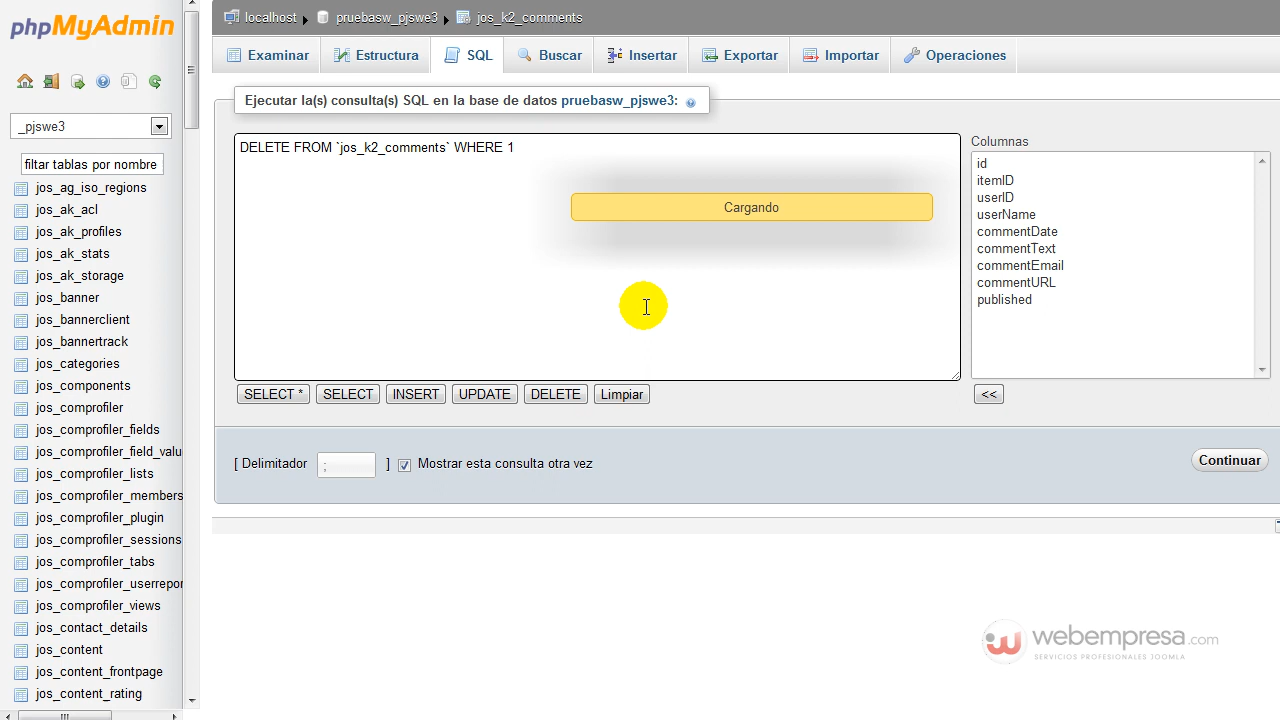 phpMyAdmin
_pjswe3
filtar tablas por nombre
jos_ag_iso_regions
jos_ak_acl
jos_ak_profiles
jos_ak_stats
jos_ak_storage
jos_banner
jos_bannerclient
jos_bannertrack
jos_categories
jos_components
jos_comprofiler
jos_comprofiler_fields
jos_comprofiler_field_valu
jos_comprofiler_lists
jos_comprofiler_members
jos_comprofiler_plugin
jos_comprofiler_sessions
jos_comprofiler_tabs
jos_comprofiler_userrepor
jos_comprofiler_views
jos_contact_details
jos_content
jos_content_frontpage
jos_content_rating
localhost pruebasw_pjswe3 jos_k2_comments
Examinar Estructura SQL Buscar Insertar Exportar Importar Operaciones
Ejecutar la(s) consulta(s) SQL en la base de datos pruebasw_pjswe3:
DELETE FROM `jos_k2_comments` WHERE 1
Cargando
Columnas
id
itemID
userID
userName
commentDate
commentText
commentEmail
commentURL
published
SELECT * SELECT INSERT UPDATE DELETE Limpiar <<
[ Delimitador ; ] Mostrar esta consulta otra vez
Continuar
webempresa.com
SERVICIOS PROFESIONALES JOOMLA